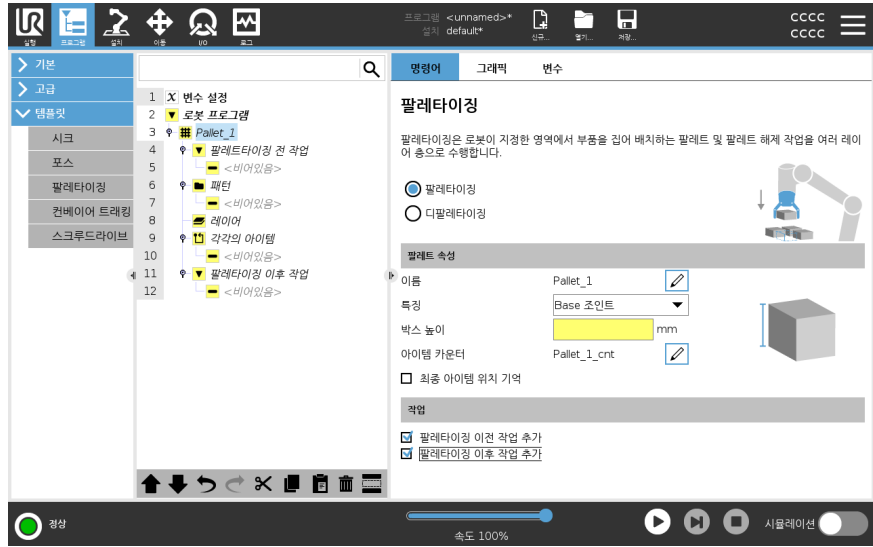 UR
프로그램 <unnamed>*
설치 default*
CCCC
CCCC
실행
프로그램
설치
이동
I/O
로그
신규...
열기...
저장...
기본
고급
템플릿
시크
포스
팔레타이징
컨베이어 트래킹
스크루드라이브
1 X 변수 설정
2 로봇 프로그램
3 Pallet_1
4 팔레트타이징 전 작업
5 <비어있음>
6 패턴
7 <비어있음>
8 레이어
9 각각의 아이템
10 <비어있음>
11 팔레타이징 이후 작업
12 <비어있음>
명령어 그래픽 변수
팔레타이징
팔레타이징은 로봇이 지정한 영역에서 부품을 집어 배치하는 팔레트 및 팔레트 해제 작업을 여러 레이
어 층으로 수행합니다.
팔레타이징
디팔레타이징
팔레트 속성
이름 Pallet_1
특징 Base 조인트
박스 높이 mm
아이템 카운터 Pallet_1_cnt
최종 아이템 위치 기억
작업
팔레타이징 이전 작업 추가
팔레타이징 이후 작업 추가
정상
속도 100%
시뮬레이션